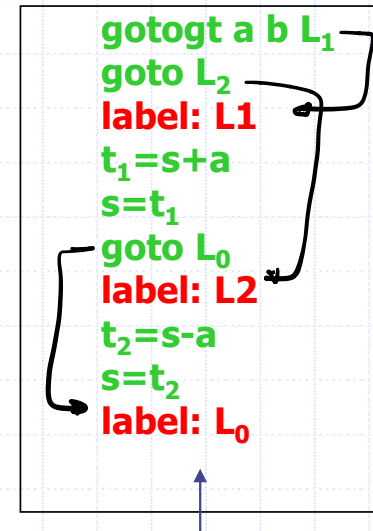 gotogt a b L₁
goto L₂
label: L1
t₁=s+a
s=t₁
goto L₀
label: L2
t₂=s-a
s=t₂
label: L₀